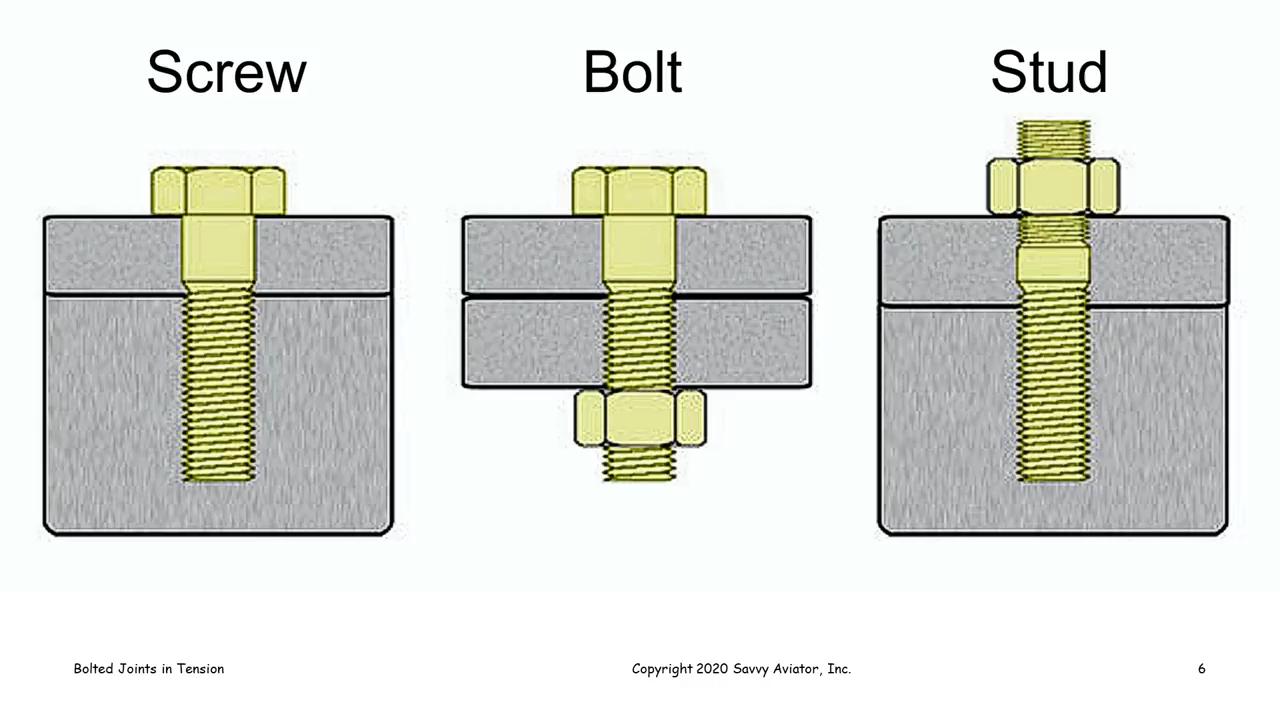 Screw
Bolt
Stud
Bolted Joints in Tension
Copyright 2020 Savvy Aviator, Inc.
6